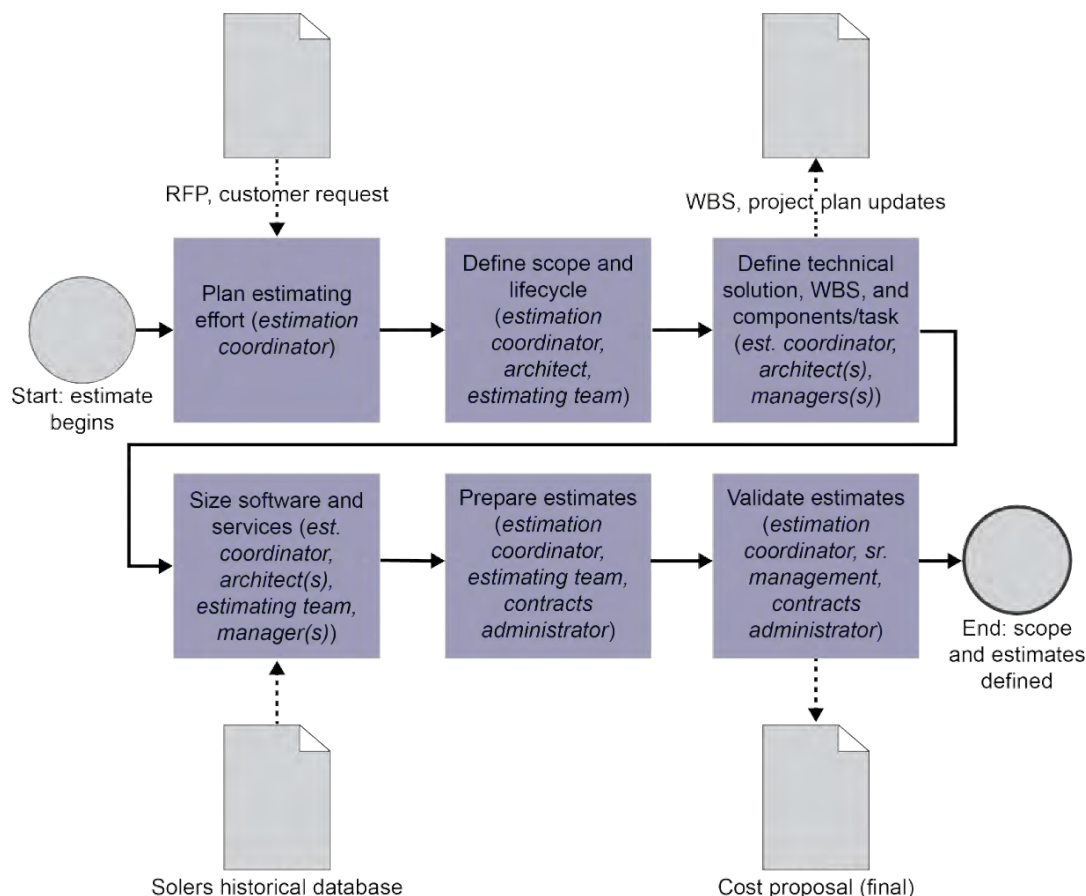 RFP, customer request
WBS, project plan updates
Start: estimate
begins
Plan estimating
effort (estimation
coordinator)
Define scope and
lifecycle
(estimation
coordinator,
architect,
estimating team)
Define technical
solution, WBS, and
components/task
(est. coordinator,
architect(s),
managers(s))
Size software and
services (est.
coordinator,
architect(s),
estimating team,
manager(s))
Prepare estimates
(estimation
coordinator,
estimating team,
contracts
administrator)
Validate estimates
(estimation
coordinator, sr.
management,
contracts
administrator)
End: scope
and estimates
defined
Solers historical database
Cost proposal (final)